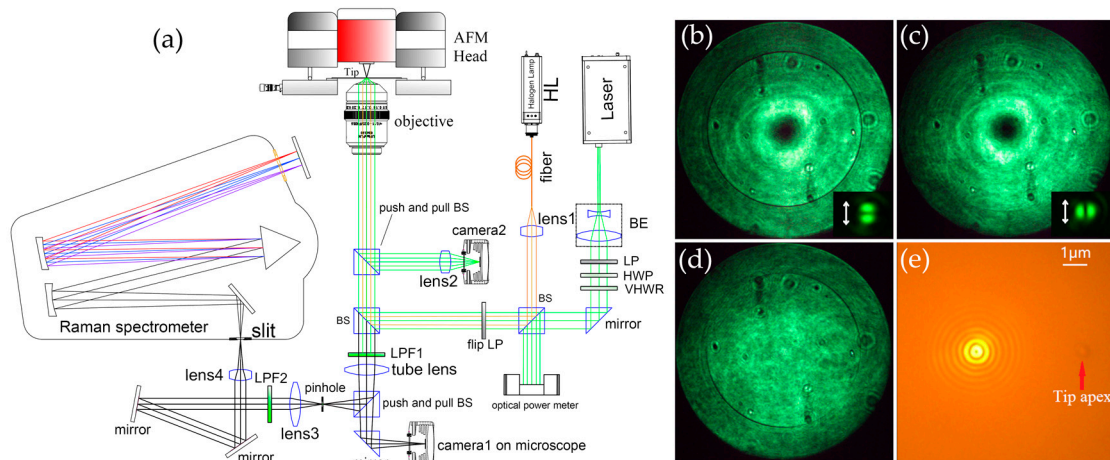 (a)
AFM
Head
Tip
objective
Halogen Lamp
HL
Laser
fiber
push and pull BS
camera2
lens2
lens1
BE
LP
HWP
VHWR
BS
BS
flip LP
mirror
optical power meter
Raman spectrometer
slit
LPF1
tube lens
lens4
LPF2
pinhole
lens3
push and pull BS
mirror
mirror
camera1 on microscope
(b)
(c)
(d)
(e)
1μm
Tip apex